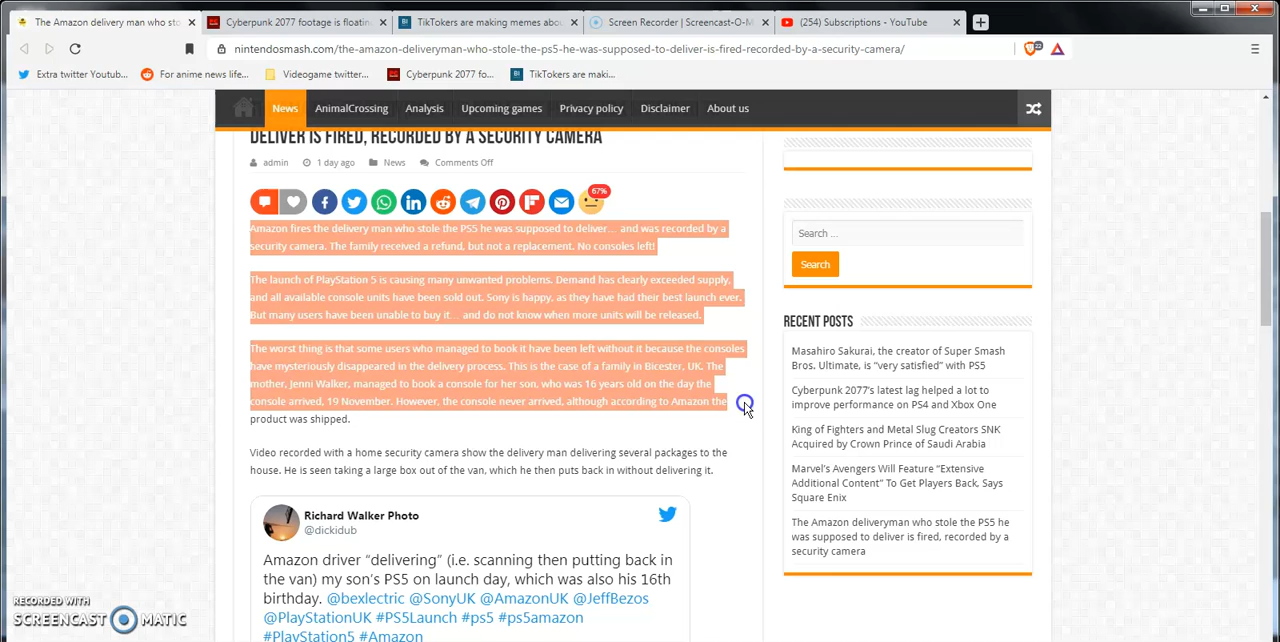 The Amazon delivery man who sto
Cyberpunk 2077 footage is floatin
TikTokers are making memes abou
Screen Recorder | Screencast-O-M
(254) Subscriptions - YouTube
nintendosmash.com/the-amazon-deliveryman-who-stole-the-ps5-he-was-supposed-to-deliver-is-fired-recorded-by-a-security-camera/
Extra twitter Youtub...
For anime news life...
Videogame twitter...
Cyberpunk 2077 fo...
TikTokers are maki...
News
AnimalCrossing
Analysis
Upcoming games
Privacy policy
Disclaimer
About us
DELIVER IS FIRED, RECORDED BY A SECURITY CAMERA
admin
1 day ago
News
Comments Off
67%
Amazon fires the delivery man who stole the PS5 he was supposed to deliver... and was recorded by a
security camera. The family received a refund, but not a replacement. No consoles left!
The launch of PlayStation 5 is causing many unwanted problems. Demand has clearly exceeded supply,
and all available console units have been sold out. Sony is happy, as they have had their best launch ever.
But many users have been unable to buy it... and do not know when more units will be released.
The worst thing is that some users who managed to book it have been left without it because the consoles
have mysteriously disappeared in the delivery process. This is the case of a family in Bicester, UK. The
mother, Jenni Walker, managed to book a console for her son, who was 16 years old on the day the
console arrived, 19 November. However, the console never arrived, although according to Amazon the
product was shipped.
Video recorded with a home security camera show the delivery man delivering several packages to the
house. He is seen taking a large box out of the van, which he then puts back in without delivering it.
Richard Walker Photo
@dickidub
Amazon driver “delivering” (i.e. scanning then putting back in
the van) my son’s PS5 on launch day, which was also his 16th
birthday. @bexlectric @SonyUK @AmazonUK @JeffBezos
@PlayStationUK #PS5Launch #ps5 #ps5amazon
#PlayStation5 #Amazon
Search ...
Search
RECENT POSTS
Masahiro Sakurai, the creator of Super Smash
Bros. Ultimate, is “very satisfied” with PS5
Cyberpunk 2077’s latest lag helped a lot to
improve performance on PS4 and Xbox One
King of Fighters and Metal Slug Creators SNK
Acquired by Crown Prince of Saudi Arabia
Marvel’s Avengers Will Feature “Extensive
Additional Content” To Get Players Back, Says
Square Enix
The Amazon deliveryman who stole the PS5 he
was supposed to deliver is fired, recorded by a
security camera
RECORDED WITH
SCREENCAST MATIC